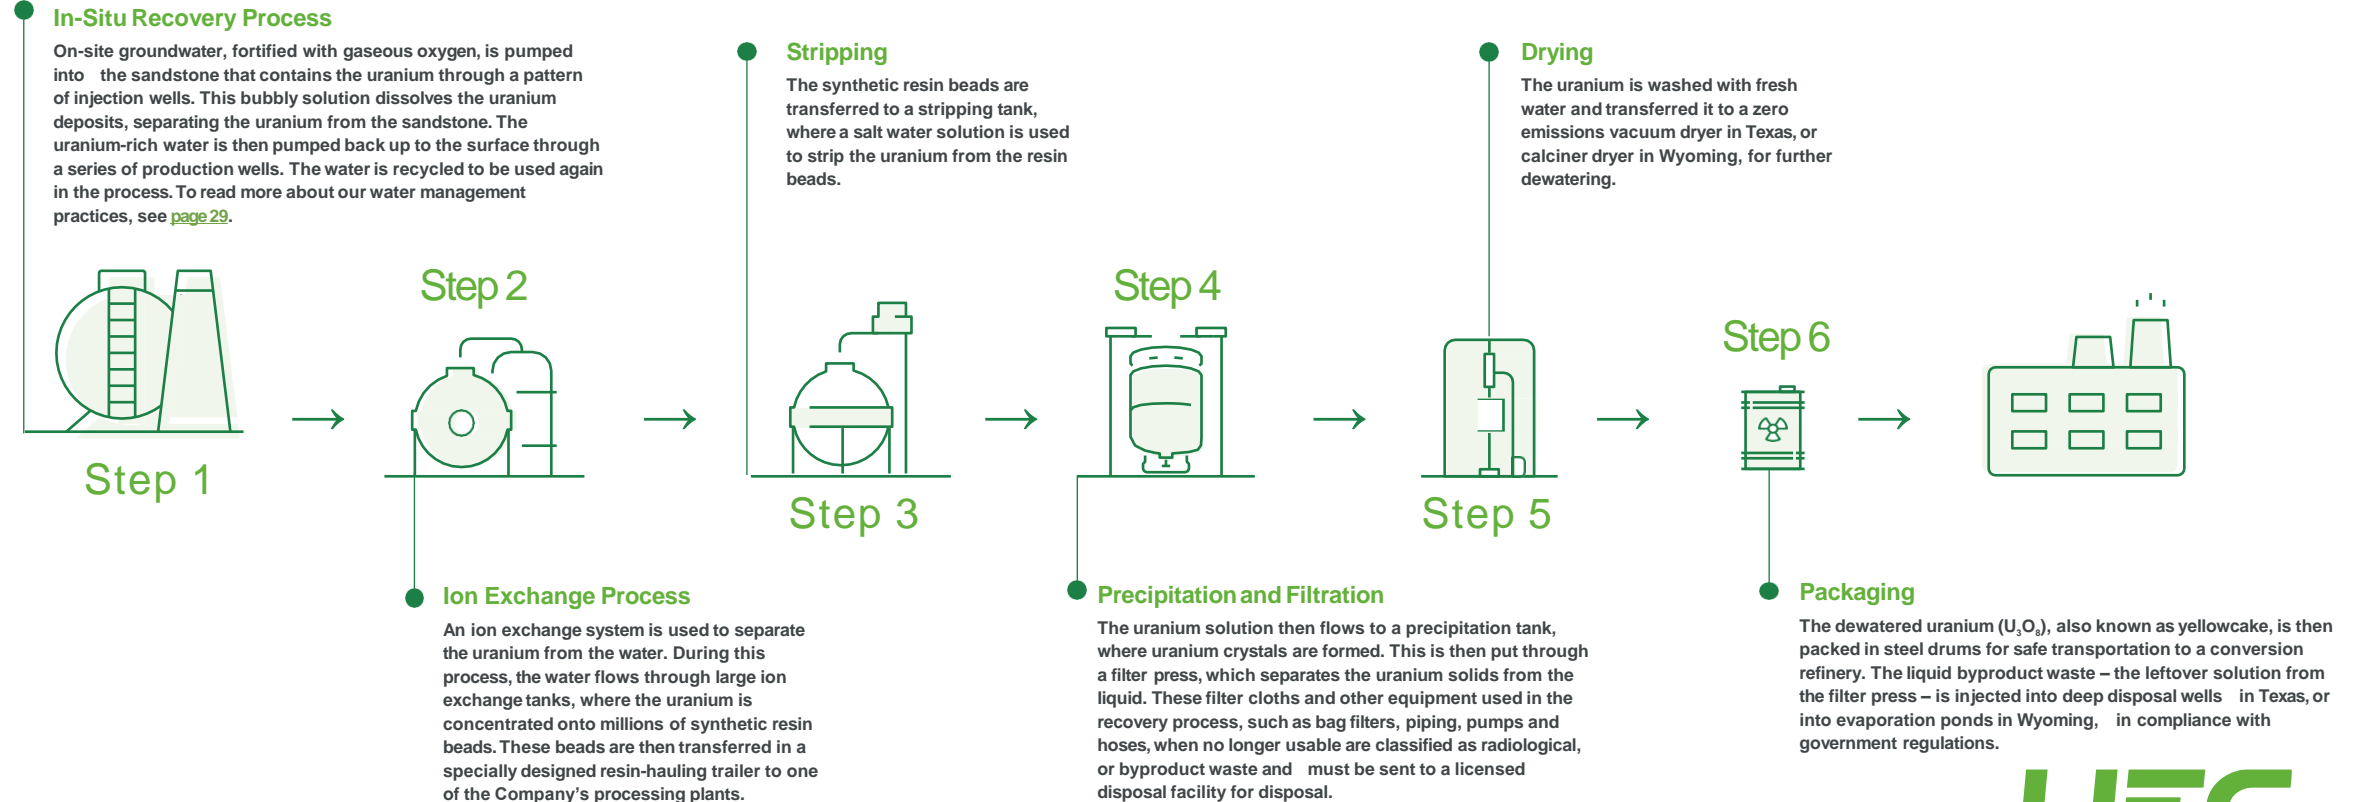 In-Situ Recovery Process
On-site groundwater, fortified with gaseous oxygen, is pumped
into the sandstone that contains the uranium through a pattern
of injection wells. This bubbly solution dissolves the uranium
deposits, separating the uranium from the sandstone. The
uranium-rich water is then pumped back up to the surface through
a series of production wells. The water is recycled to be used again
in the process. To read more about our water management
practices, see page 29.
Step 1
Step 2
Ion Exchange Process
An ion exchange system is used to separate
the uranium from the water. During this
process, the water flows through large ion
exchange tanks, where the uranium is
concentrated onto millions of synthetic resin
beads. These beads are then transferred in a
specially designed resin-hauling trailer to one
of the Company's processing plants.
Stripping
The synthetic resin beads are
transferred to a stripping tank,
where a salt water solution is used
to strip the uranium from the resin
beads.
Step 3
Step 4
Precipitation and Filtration
The uranium solution then flows to a precipitation tank,
where uranium crystals are formed. This is then put through
a filter press, which separates the uranium solids from the
liquid. These filter cloths and other equipment used in the
recovery process, such as bag filters, piping, pumps and
hoses, when no longer usable are classified as radiological,
or byproduct waste and must be sent to a licensed
disposal facility for disposal.
Drying
The uranium is washed with fresh
water and transferred it to a zero
emissions vacuum dryer in Texas, or
calciner dryer in Wyoming, for further
dewatering.
Step 5
Step 6
Packaging
The dewatered uranium (U₃O₈), also known as yellowcake, is then
packed in steel drums for safe transportation to a conversion
refinery. The liquid byproduct waste – the leftover solution from
the filter press – is injected into deep disposal wells in Texas, or
into evaporation ponds in Wyoming, in compliance with
government regulations.